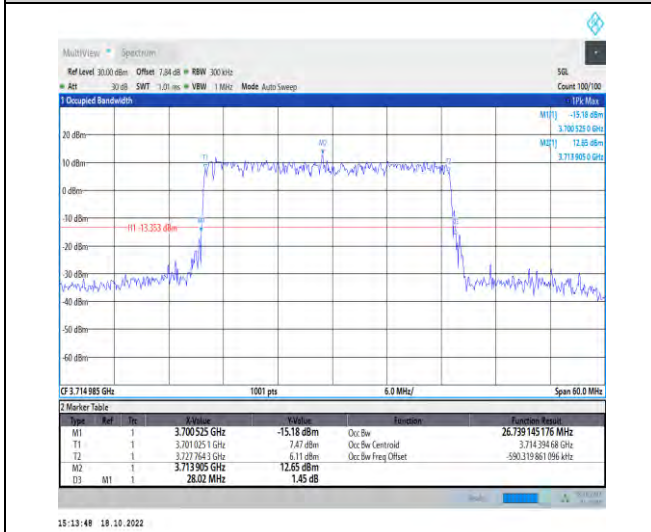 MultiView Spectrum
Ref Level 30.00 dBm Offset 7.84 dB RBW 300 kHz SGL
Att 30 dB SWT 1.01 ms VBW 1 MHz Mode Auto Sweep Count 100/100
1 Occupied Bandwidth 1Pk Max
M1[1] -15.18 dBm
3.700 525 0 GHz
M2[1] 12.65 dBm
3.713 905 0 GHz
20 dBm
M2
T1
T2
10 dBm
0 dBm
-10 dBm
M1
H1 -13.353 dBm
-20 dBm
-30 dBm
-40 dBm
-50 dBm
-60 dBm
CF 3.714 985 GHz 1001 pts 6.0 MHz/ Span 60.0 MHz
2 Marker Table
Type Ref Trc X-Value Y-Value Function Function Result
M1 1 3.700 525 GHz -15.18 dBm Occ Bw 26.739 145 176 MHz
T1 1 3.701 025 1 GHz 7.47 dBm Occ Bw Centroid 3.714 394 68 GHz
T2 1 3.727 764 3 GHz 6.11 dBm Occ Bw Freq Offset -590.319 861 096 kHz
M2 1 3.713 905 GHz 12.65 dBm
D3 M1 1 28.02 MHz 1.45 dB
15:13:48 18.10.2022